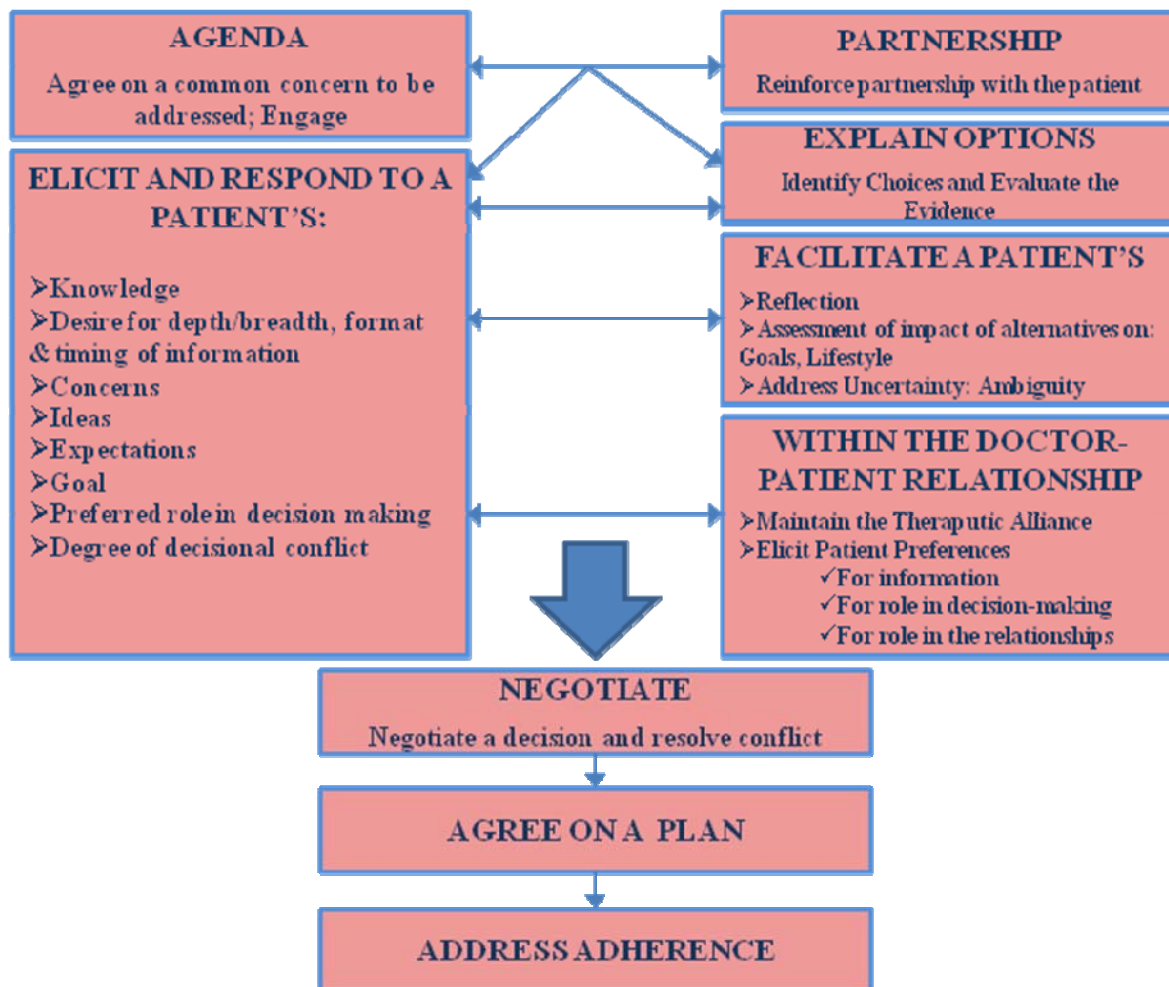 AGENDA
Agree on a common concern to be
addressed; Engage
ELICIT AND RESPOND TO A
PATIENT'S:
➢Knowledge
➢Desire for depth/breadth, format
& timing of information
➢Concerns
➢Ideas
➢Expectations
➢Goal
➢Preferred role in decision making
➢Degree of decisional conflict
PARTNERSHIP
Reinforce partnership with the patient
EXPLAIN OPTIONS
Identify Choices and Evaluate the
Evidence
FACILITATE A PATIENT'S
➢Reflection
➢Assessment of impact of alternatives on:
Goals, Lifestyle
➢Address Uncertainty: Ambiguity
WITHIN THE DOCTOR-
PATIENT RELATIONSHIP
➢Maintain the Theraputic Alliance
➢Elicit Patient Preferences
✓For information
✓For role in decision-making
✓For role in the relationships
NEGOTIATE
Negotiate a decision and resolve conflict
AGREE ON A PLAN
ADDRESS ADHERENCE